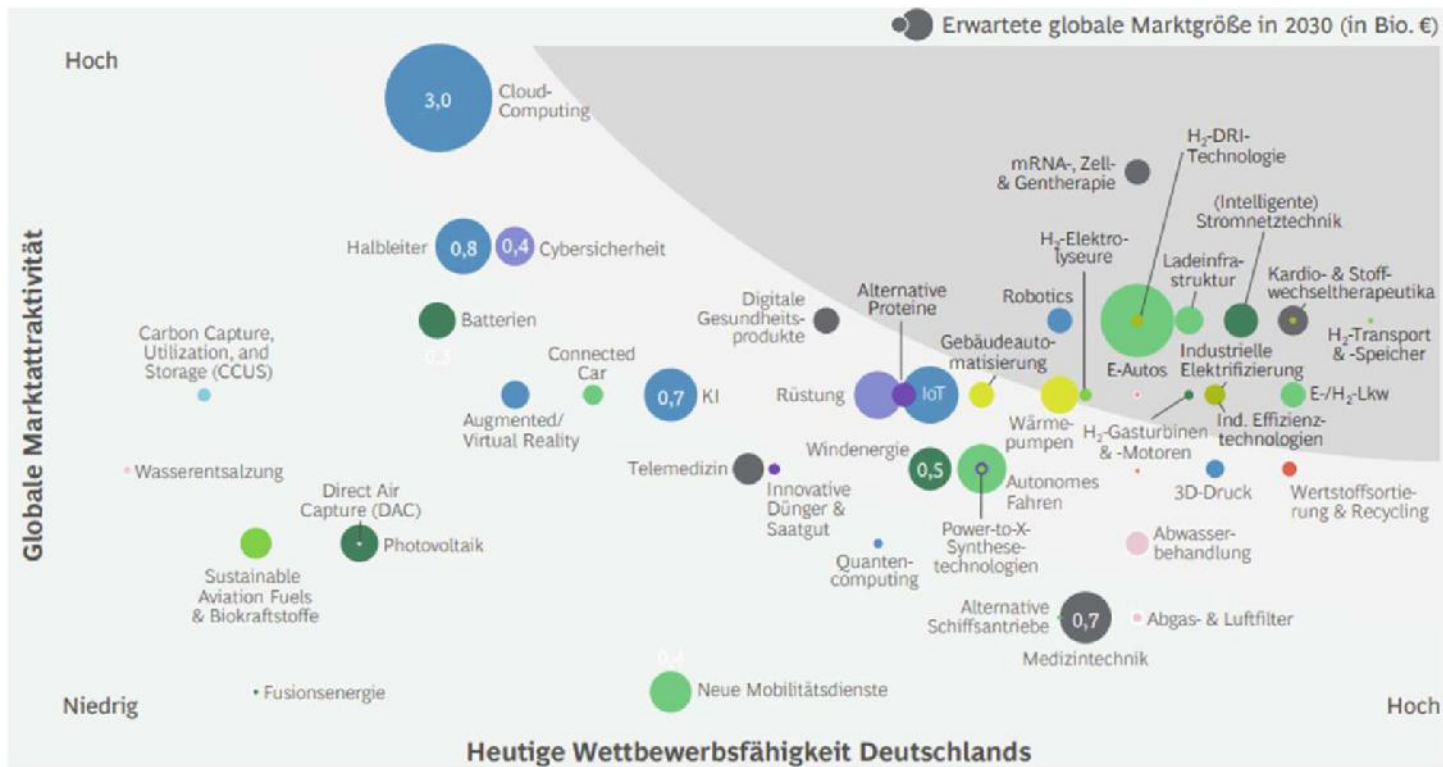 Erwartete globale Marktgröße in 2030 (in Bio. €)
Hoch
Globale Marktattraktivität
Niedrig
Hoch
Heutige Wettbewerbsfähigkeit Deutschlands
3,0
Cloud-
Computing
H₂-DRI-
Technologie
mRNA-, Zell-
& Gentherapie
(Intelligente)
Stromnetztechnik
Halbleiter
0,8
0,4
Cybersicherheit
H₂-Elektro-
lyseure
Ladeinfra-
struktur
Kardio- & Stoff-
wechseltherapeutika
Batterien
0,3
Digitale
Gesundheits-
produkte
Alternative
Proteine
Robotics
H₂-Transport
& -Speicher
Carbon Capture,
Utilization, and
Storage (CCUS)
Connected
Car
Gebäudeauto-
matisierung
E-Autos
Industrielle
Elektrifizierung
Augmented/
Virtual Reality
0,7
KI
Rüstung
IoT
Wärme-
pumpen
H₂-Gasturbinen
& -Motoren
Ind. Effizienz-
technologien
E-/H₂-Lkw
Wasserentsalzung
Telemedizin
Innovative
Dünger &
Saatgut
Windenergie
0,5
Autonomes
Fahren
3D-Druck
Wertstoffsortie-
rung & Recycling
Direct Air
Capture (DAC)
Photovoltaik
Sustainable
Aviation Fuels
& Biokraftstoffe
Quanten-
computing
Power-to-X-
Synthese-
technologien
Abwasser-
behandlung
Alternative
Schiffsantriebe
0,7
Medizintechnik
Abgas- & Luftfilter
0,4
Neue Mobilitätsdienste
Fusionsenergie